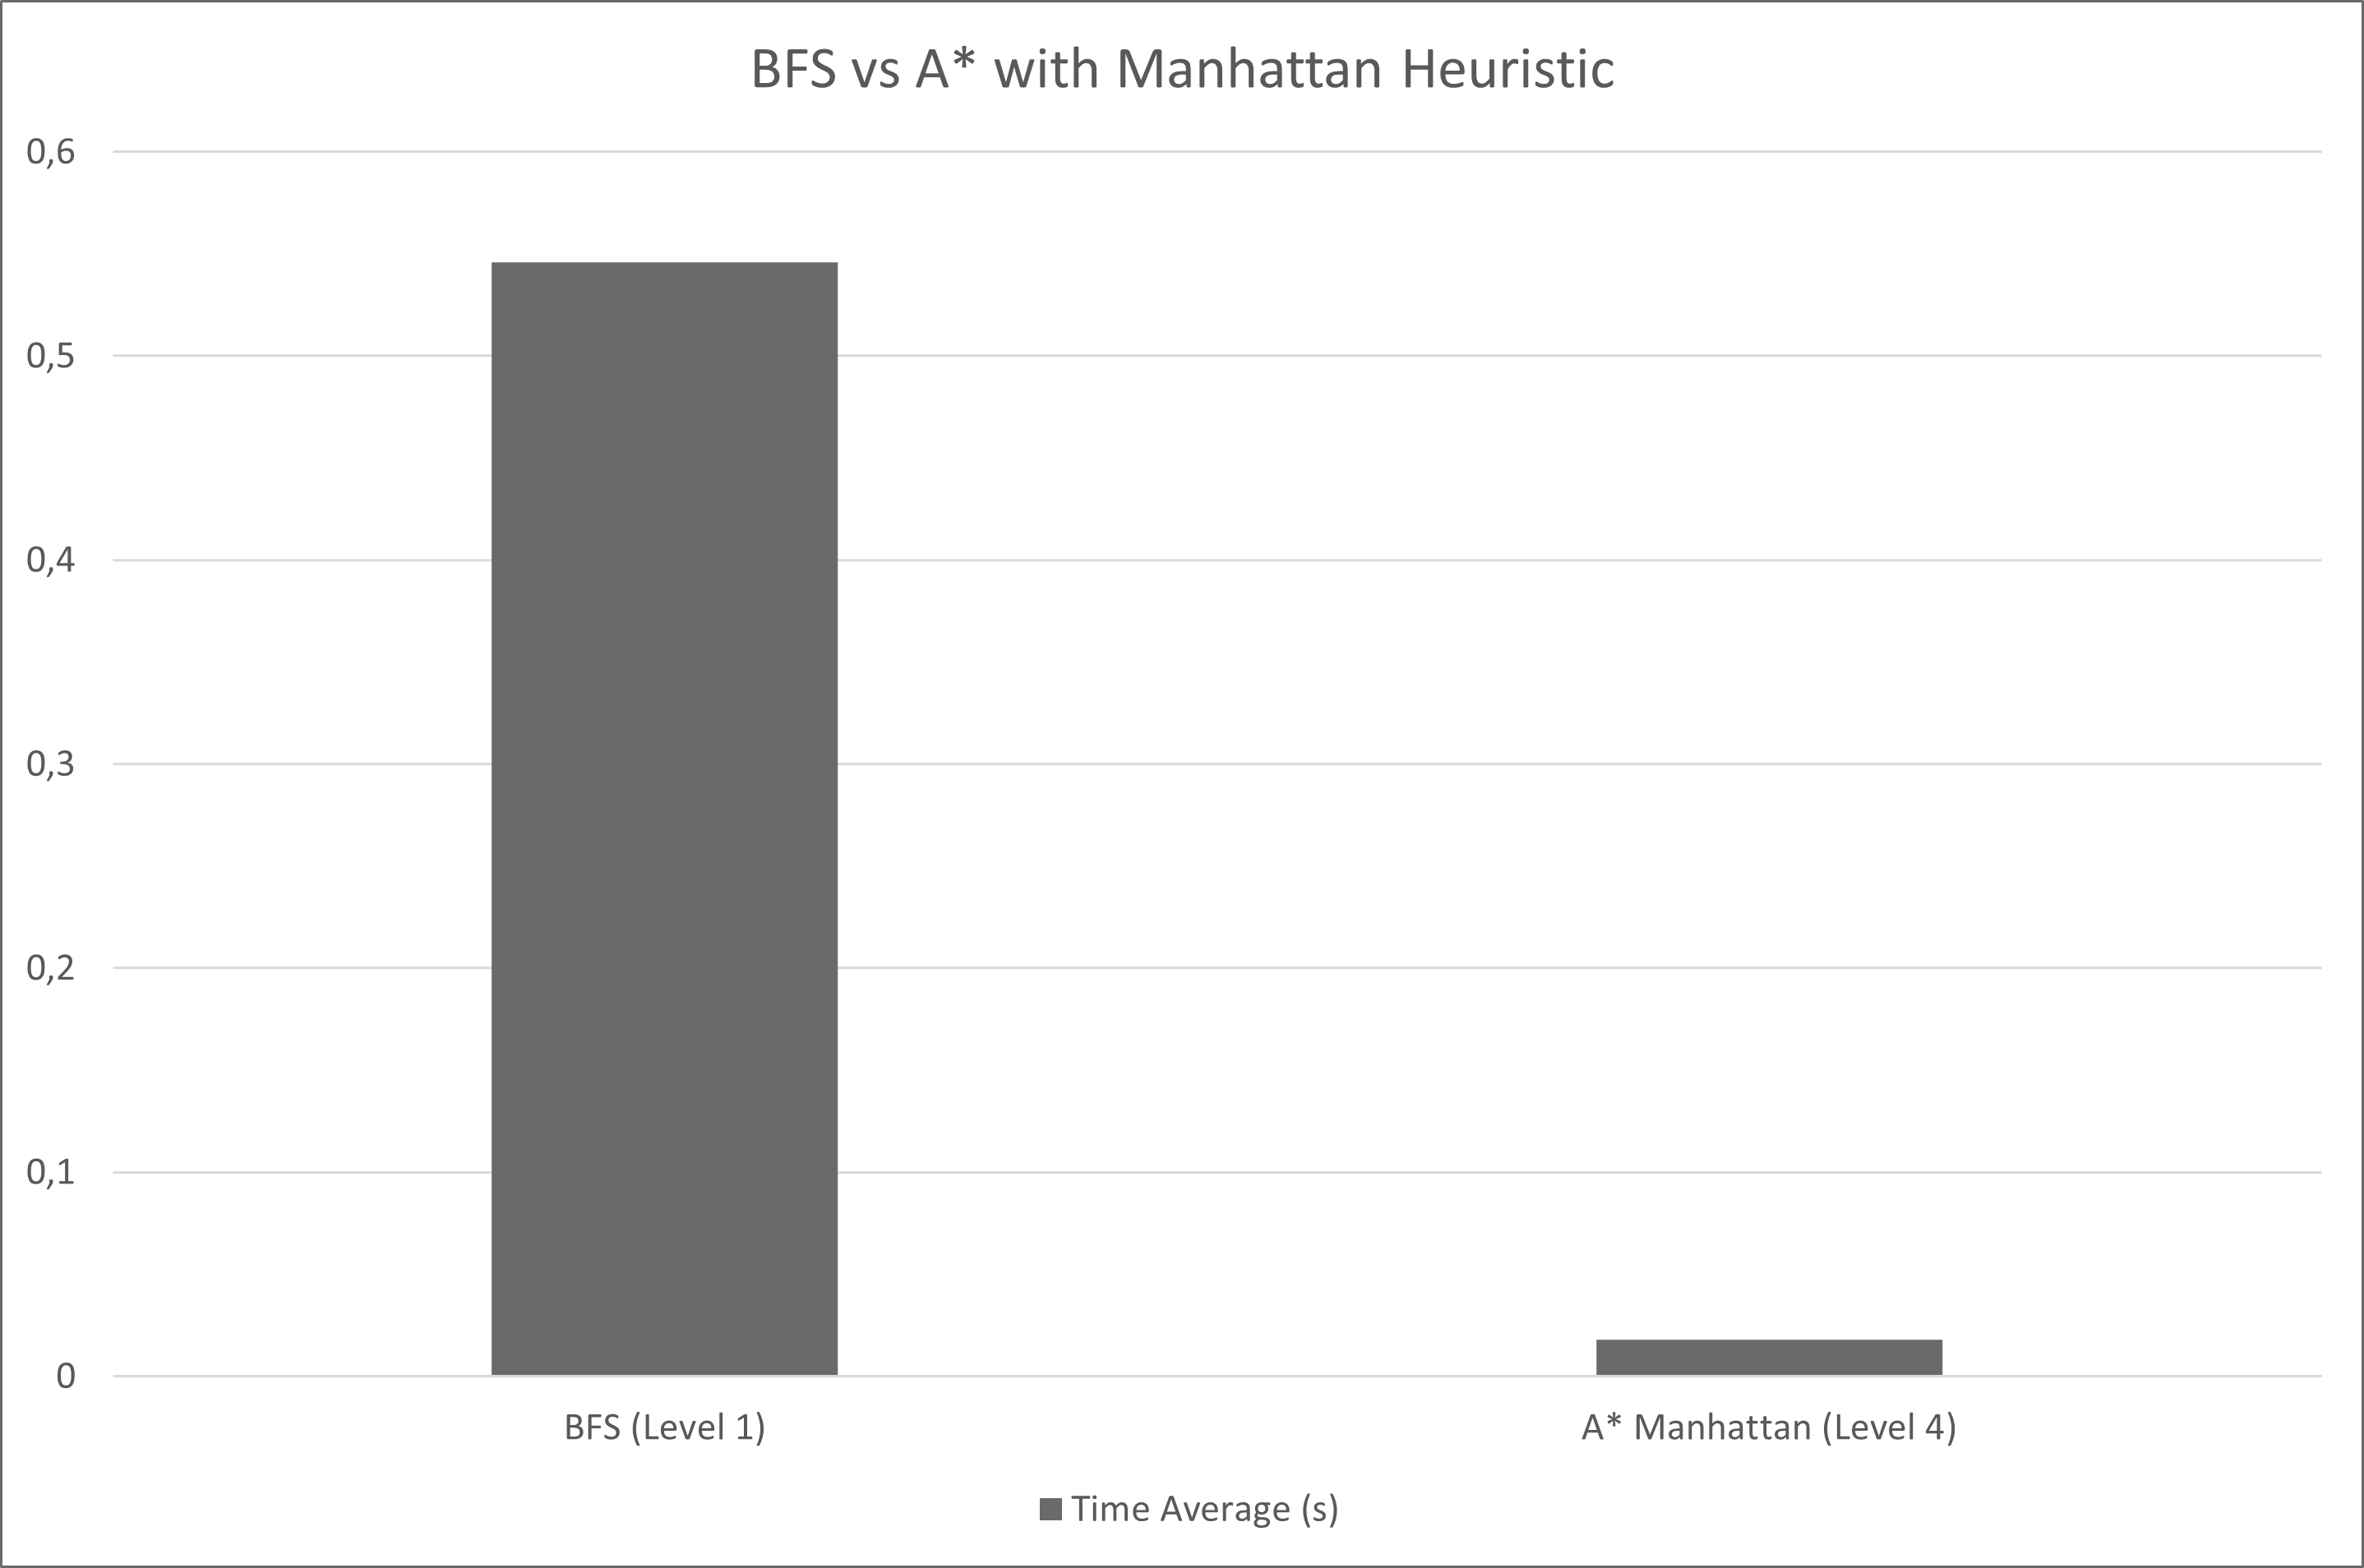 BFS vs A* with Manhattan Heuristic
0,6
0,5
0,4
0,3
0,2
0,1
0
BFS (Level 1)
A* Manhattan (Level 4)
Time Average (s)